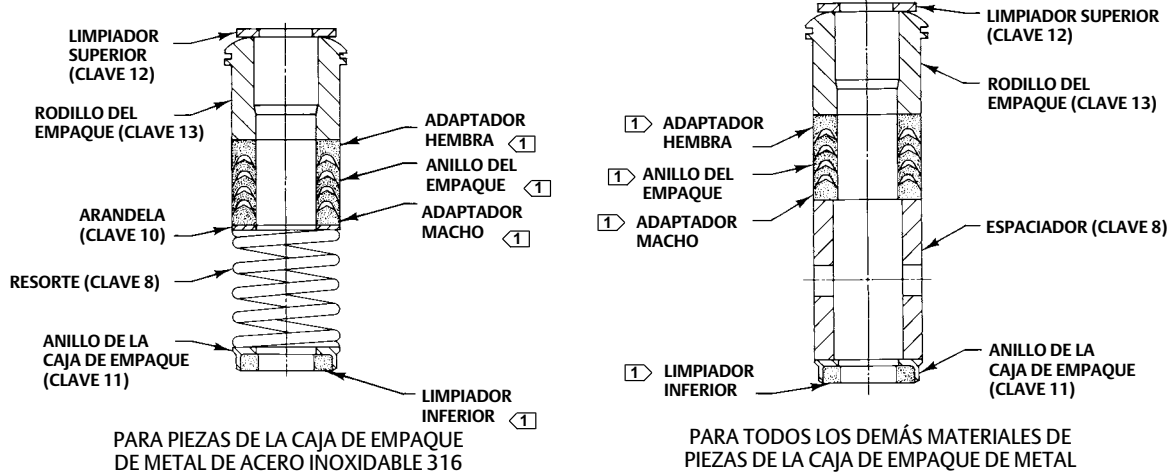 LIMPIADOR
SUPERIOR
(CLAVE 12)
RODILLO DEL
EMPAQUE (CLAVE 13)
ADAPTADOR
HEMBRA 1
ANILLO DEL
EMPAQUE 1
ADAPTADOR
MACHO 1
ARANDELA
(CLAVE 10)
RESORTE (CLAVE 8)
ANILLO DE LA
CAJA DE EMPAQUE
(CLAVE 11)
LIMPIADOR
INFERIOR 1
PARA PIEZAS DE LA CAJA DE EMPAQUE
DE METAL DE ACERO INOXIDABLE 316
LIMPIADOR SUPERIOR
(CLAVE 12)
RODILLO DEL
EMPAQUE (CLAVE 13)
1 ADAPTADOR
HEMBRA
1 ANILLO DEL
EMPAQUE
1 ADAPTADOR
MACHO
ESPACIADOR (CLAVE 8)
1 LIMPIADOR
INFERIOR
ANILLO DE LA
CAJA DE EMPAQUE
(CLAVE 11)
PARA TODOS LOS DEMÁS MATERIALES DE
PIEZAS DE LA CAJA DE EMPAQUE DE METAL